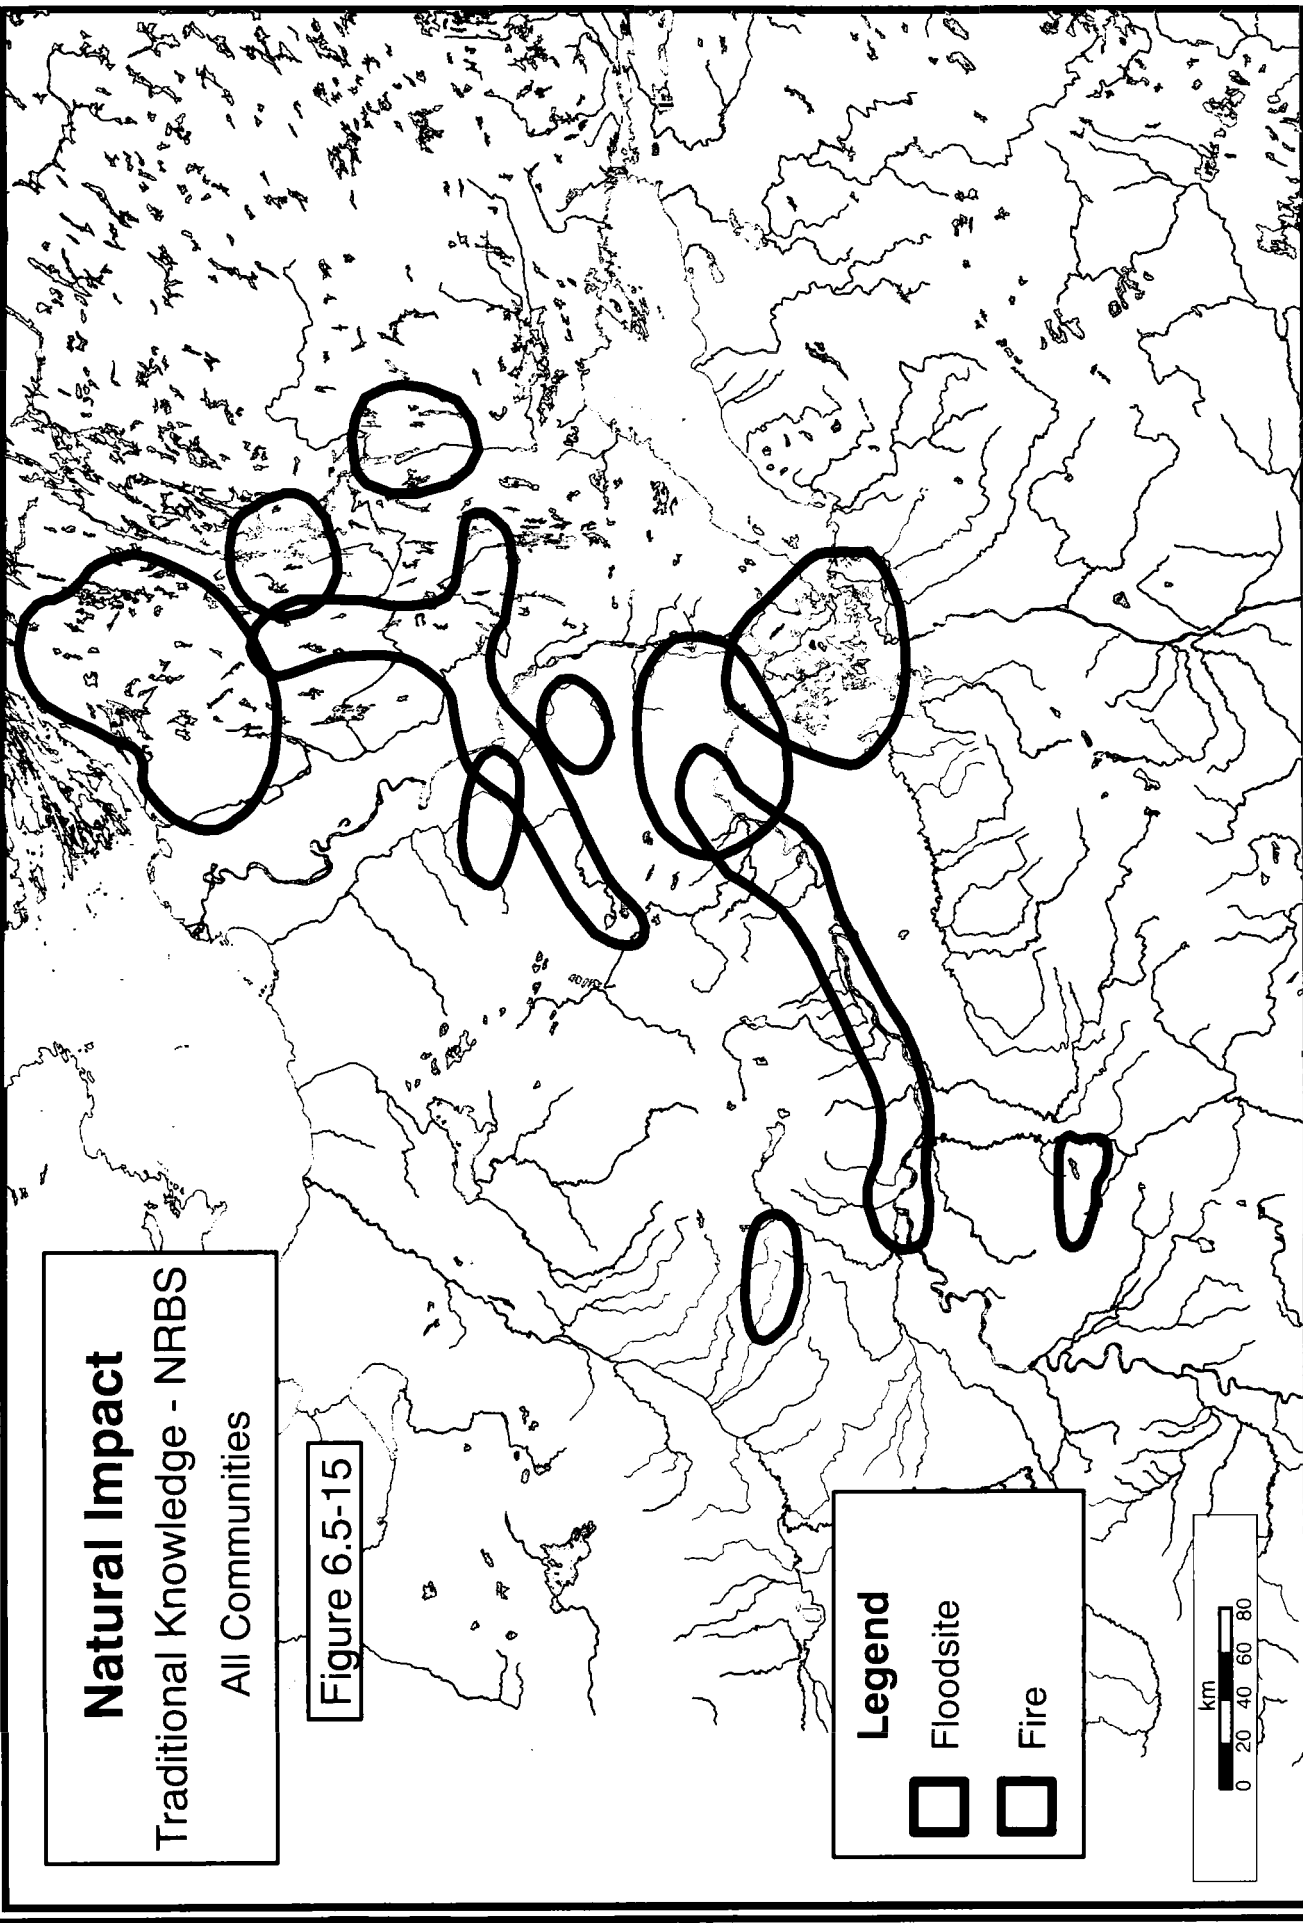 Natural Impact
Traditional Knowledge - NRBS
All Communities
Figure 6.5-15
Legend
Floodsite
Fire
km
0 20 40 60 80